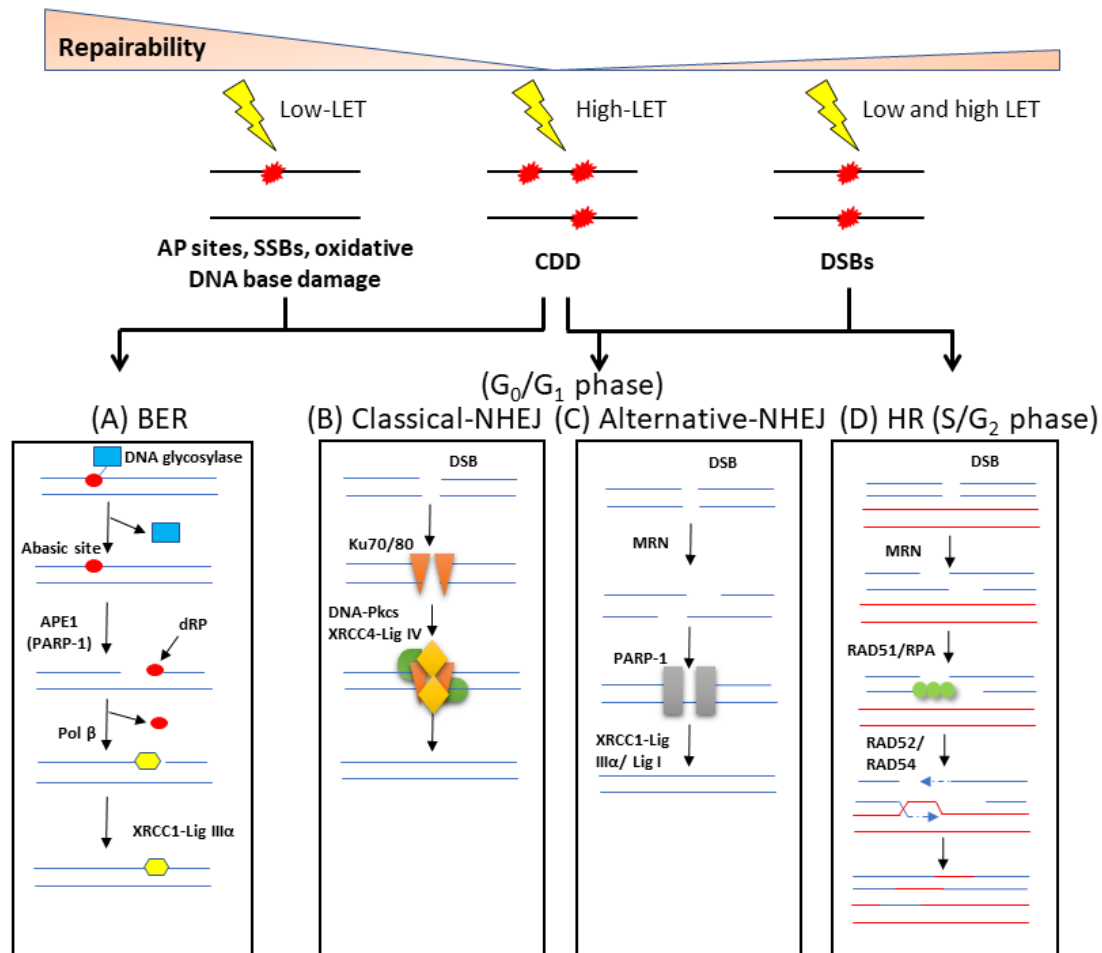 Repairability
Low-LET
High-LET
Low and high LET
AP sites, SSBs, oxidative
DNA base damage
CDD
DSBs
(G₀/G₁ phase)
(A) BER
(B) Classical-NHEJ
(C) Alternative-NHEJ
(D) HR (S/G₂ phase)
DNA glycosylase
Abasic site
APE1
(PARP-1)
dRP
Pol β
XRCC1-Lig IIIα
DSB
Ku70/80
DNA-Pkcs
XRCC4-Lig IV
DSB
MRN
PARP-1
XRCC1-Lig
IIIα/ Lig I
DSB
MRN
RAD51/RPA
RAD52/
RAD54